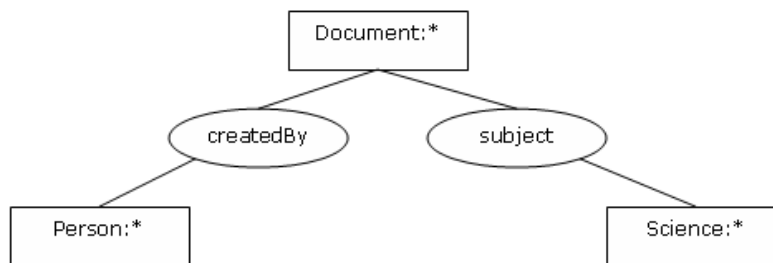 Document:*
createdBy
subject
Person:*
Science:*